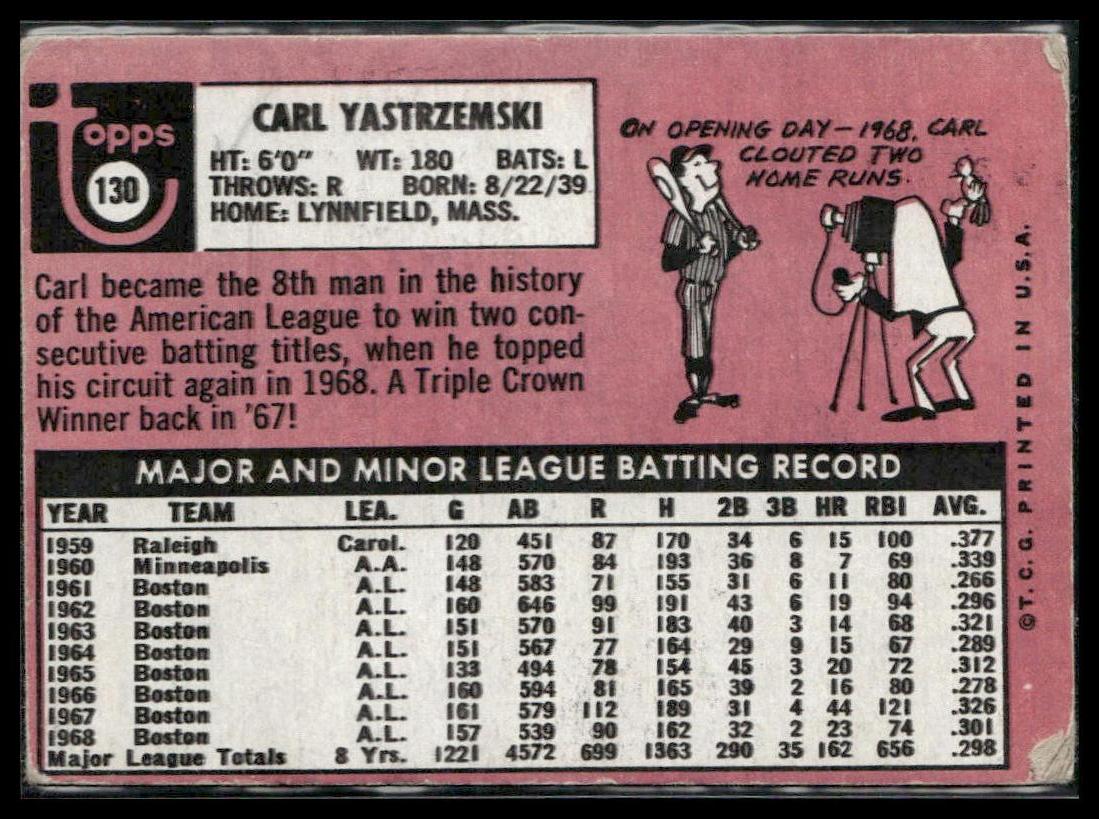 Topps
130
CARL YASTRZEMSKI
HT: 6'0" WT: 180 BATS: L
THROWS: R BORN: 8/22/39
HOME: LYNNFIELD, MASS.
ON OPENING DAY—1968, CARL
CLOUTED TWO
HOME RUNS.
Carl became the 8th man in the history
of the American League to win two con-
secutive batting titles, when he topped
his circuit again in 1968. A Triple Crown
Winner back in '67!
MAJOR AND MINOR LEAGUE BATTING RECORD
YEAR TEAM LEA. G AB R H 2B 3B HR RBI AVG.
1959 Raleigh Carol. 120 451 87 170 34 6 15 100 .377
1960 Minneapolis A.A. 148 570 84 193 36 8 7 69 .339
1961 Boston A.L. 148 583 71 155 31 6 11 80 .266
1962 Boston A.L. 160 646 99 191 43 6 19 94 .296
1963 Boston A.L. 151 570 91 183 40 3 14 68 .321
1964 Boston A.L. 151 567 77 164 29 9 15 67 .289
1965 Boston A.L. 133 494 78 154 45 3 20 72 .312
1966 Boston A.L. 160 594 81 165 39 2 16 80 .278
1967 Boston A.L. 161 579 112 189 31 4 44 121 .326
1968 Boston A.L. 157 539 90 162 32 2 23 74 .301
Major League Totals 8 Yrs. 1221 4572 699 1363 290 35 162 656 .298
©T. C. G. PRINTED IN U.S.A.